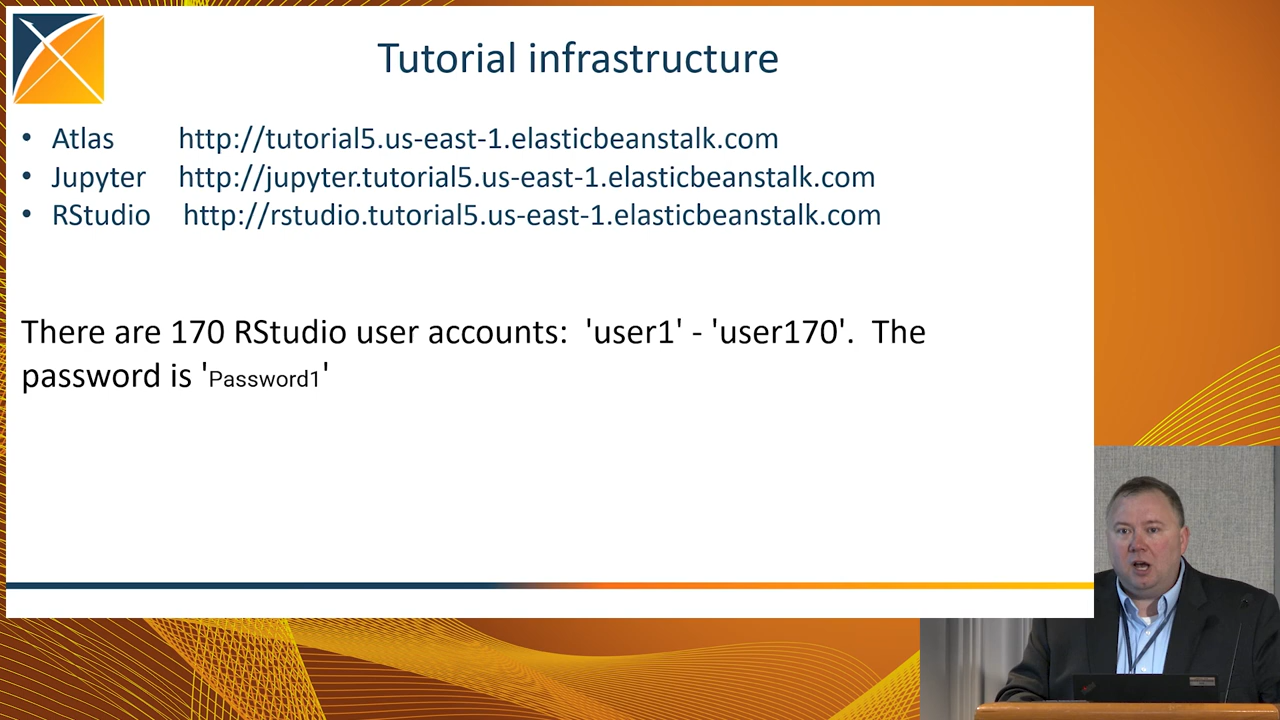 Tutorial infrastructure
• Atlas http://tutorial5.us-east-1.elasticbeanstalk.com
• Jupyter http://jupyter.tutorial5.us-east-1.elasticbeanstalk.com
• RStudio http://rstudio.tutorial5.us-east-1.elasticbeanstalk.com
There are 170 RStudio user accounts: 'user1' - 'user170'. The
password is 'Password1'